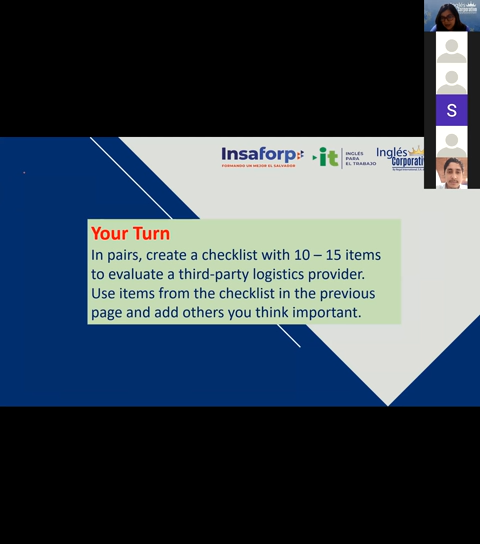 Insaforp
FORMANDO UN MEJOR EL SALVADOR
it
INGLÉS
PARA
EL TRABAJO
Inglés
Corporativo
S
Your Turn
In pairs, create a checklist with 10 – 15 items
to evaluate a third-party logistics provider.
Use items from the checklist in the previous
page and add others you think important.